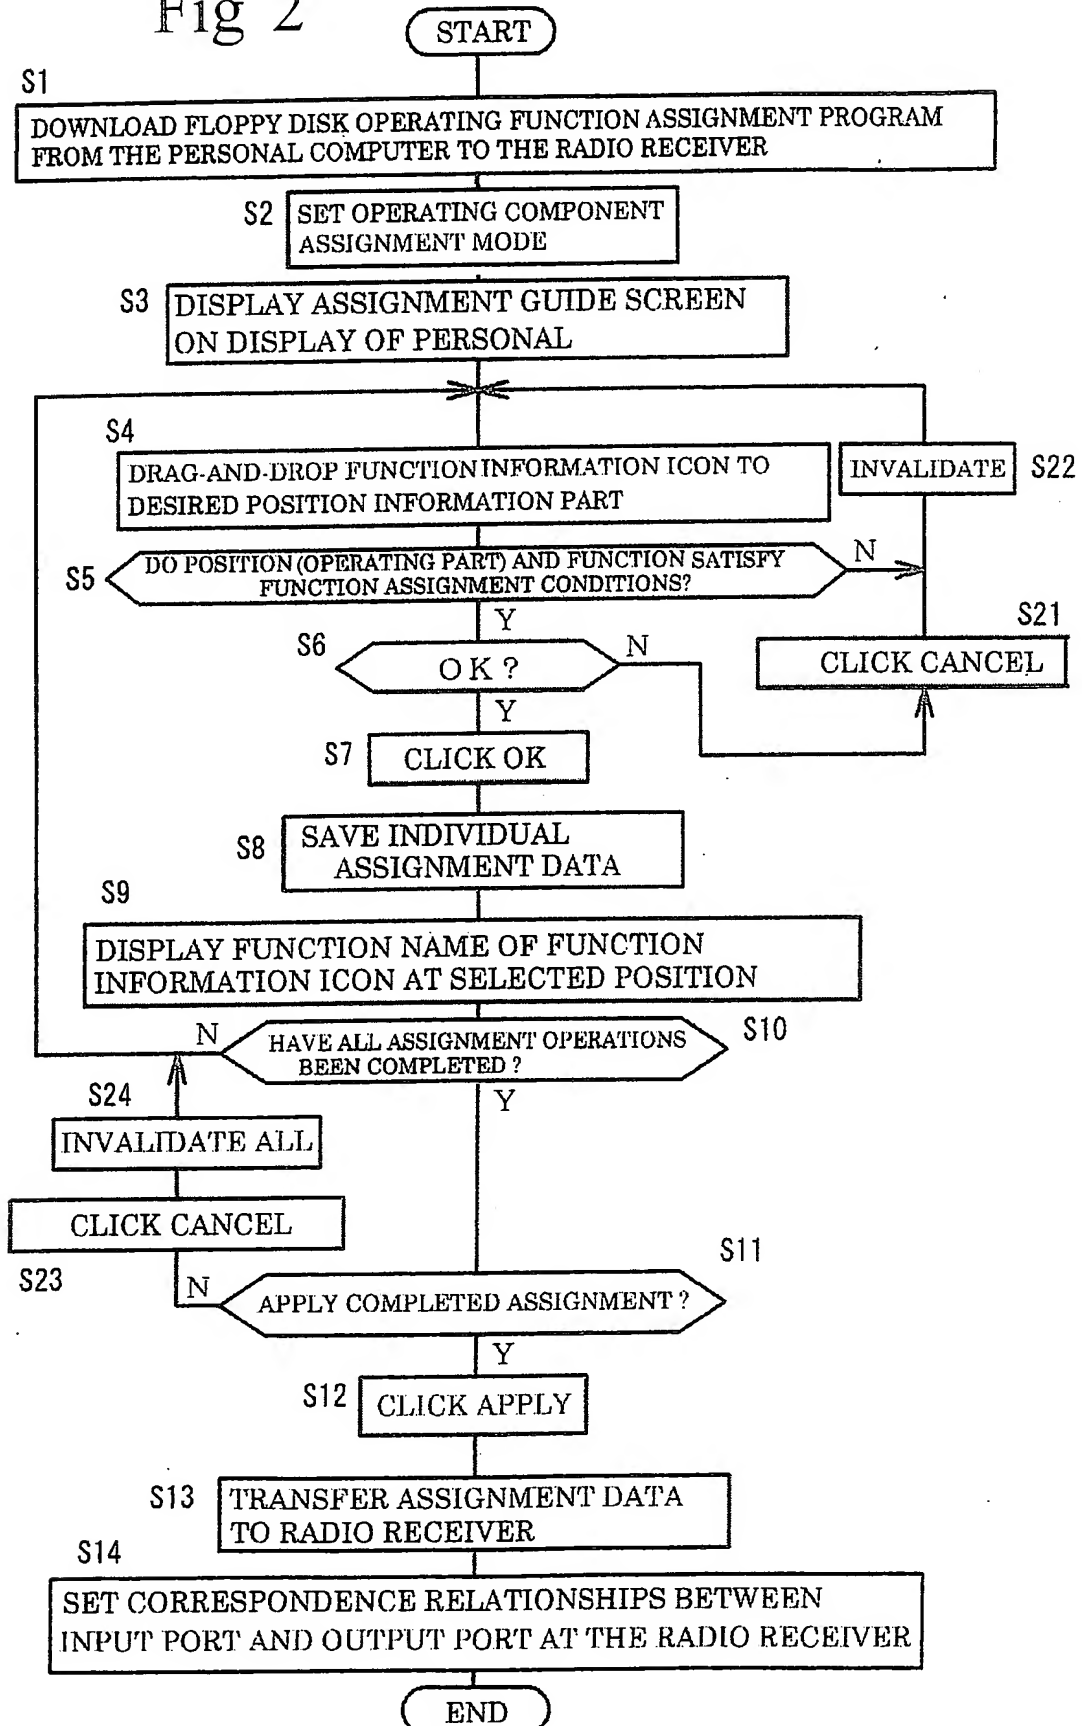 Fig 2
START
S1
DOWNLOAD FLOPPY DISK OPERATING FUNCTION ASSIGNMENT PROGRAM
FROM THE PERSONAL COMPUTER TO THE RADIO RECEIVER
S2
SET OPERATING COMPONENT
ASSIGNMENT MODE
S3
DISPLAY ASSIGNMENT GUIDE SCREEN
ON DISPLAY OF PERSONAL
S4
DRAG-AND-DROP FUNCTION INFORMATION ICON TO
DESIRED POSITION INFORMATION PART
INVALIDATE
S22
S5
DO POSITION (OPERATING PART) AND FUNCTION SATISFY
FUNCTION ASSIGNMENT CONDITIONS?
N
Y
S21
CLICK CANCEL
S6
OK?
N
Y
S7
CLICK OK
S8
SAVE INDIVIDUAL
ASSIGNMENT DATA
S9
DISPLAY FUNCTION NAME OF FUNCTION
INFORMATION ICON AT SELECTED POSITION
S10
HAVE ALL ASSIGNMENT OPERATIONS
BEEN COMPLETED ?
N
Y
S24
INVALIDATE ALL
CLICK CANCEL
S23
S11
APPLY COMPLETED ASSIGNMENT ?
N
Y
S12
CLICK APPLY
S13
TRANSFER ASSIGNMENT DATA
TO RADIO RECEIVER
S14
SET CORRESPONDENCE RELATIONSHIPS BETWEEN
INPUT PORT AND OUTPUT PORT AT THE RADIO RECEIVER
END